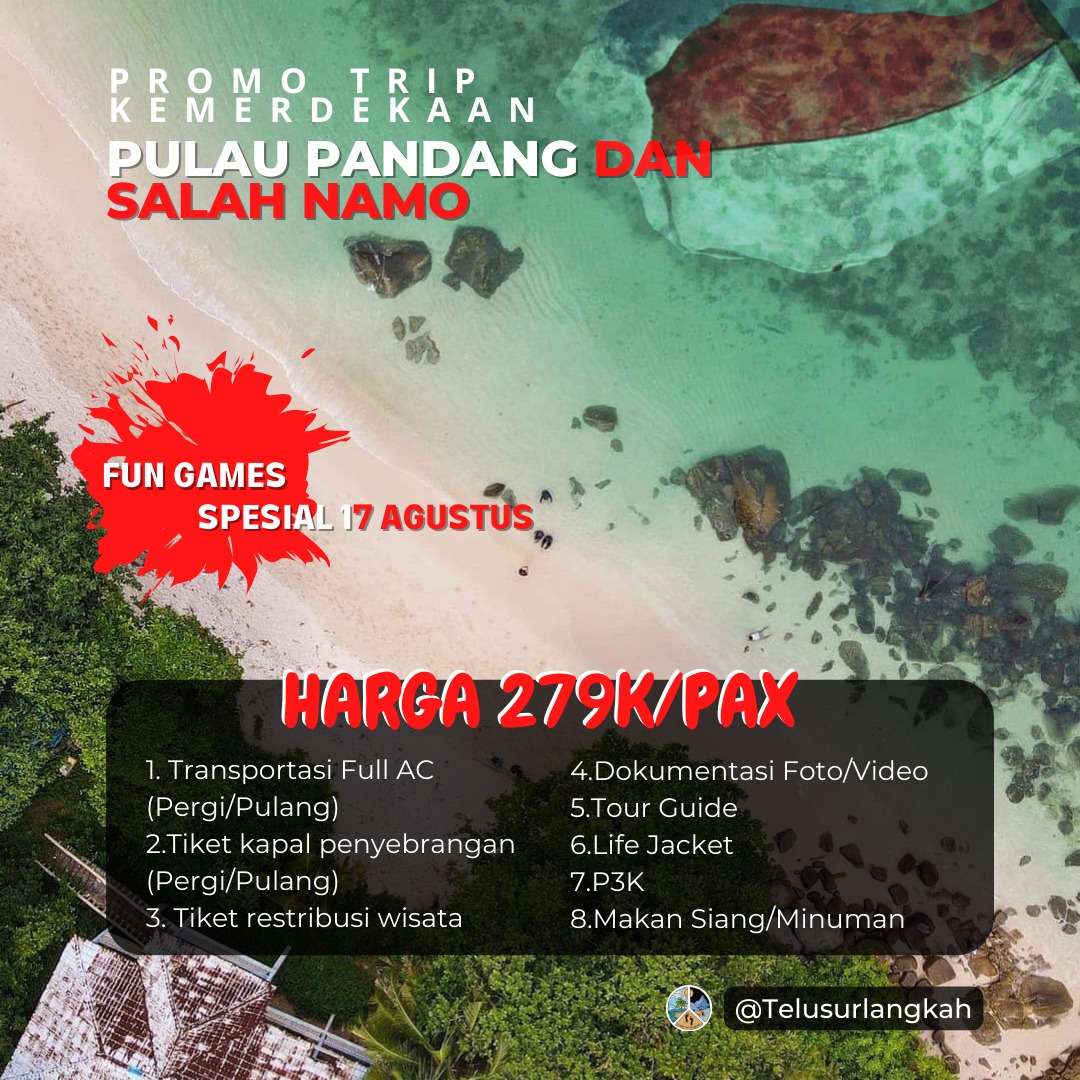 PROMO TRIP
KEMERDEKAAN
PULAU PANDANG DAN
SALAH NAMO
FUN GAMES
SPESIAL 17 AGUSTUS
HARGA 279K/PAX
1. Transportasi Full AC
(Pergi/Pulang)
2.Tiket kapal penyebrangan
(Pergi/Pulang)
3. Tiket restribusi wisata
4.Dokumentasi Foto/Video
5.Tour Guide
6.Life Jacket
7.P3K
8.Makan Siang/Minuman
@Telusurlangkah